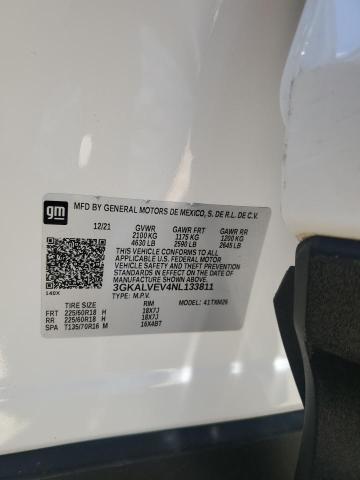 gm
MFD BY GENERAL MOTORS DE MEXICO, S. DE R.L. DE C.V.
12/21 GVWR GAWR FRT GAWR RR
2100 KG 1175 KG 1200 KG
4630 LB 2590 LB 2645 LB
THIS VEHICLE CONFORMS TO ALL
APPLICABLE U.S. FEDERAL MOTOR
VEHICLE SAFETY, BUMPER, AND THEFT
PREVENTION STANDARDS IN EFFECT ON
THE DATE OF MANUFACTURE SHOWN ABOVE.
3GKALVEV4NL133811
TYPE: M.P.V. MODEL: 41TXM26
140X
TIRE SIZE RIM
FRT 225/60R18 H 18X7J
RR 225/60R18 H 18X7J
SPA T135/70R16 M 16X4BT